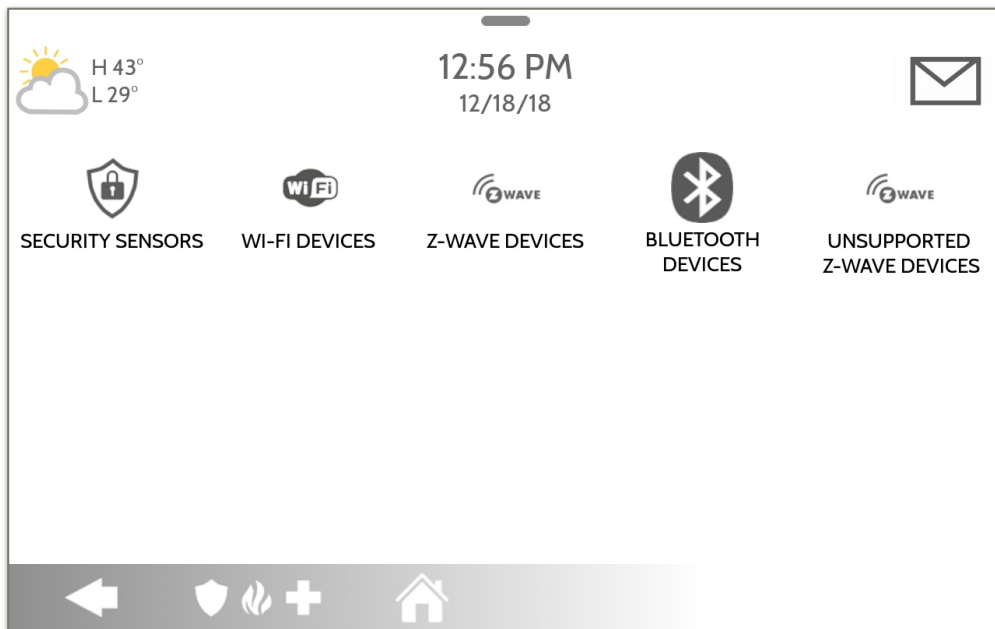 H 43°
L 29°
12:56 PM
12/18/18
Wi Fi
Z WAVE
Z WAVE
SECURITY SENSORS
WI-FI DEVICES
Z-WAVE DEVICES
BLUETOOTH
DEVICES
UNSUPPORTED
Z-WAVE DEVICES